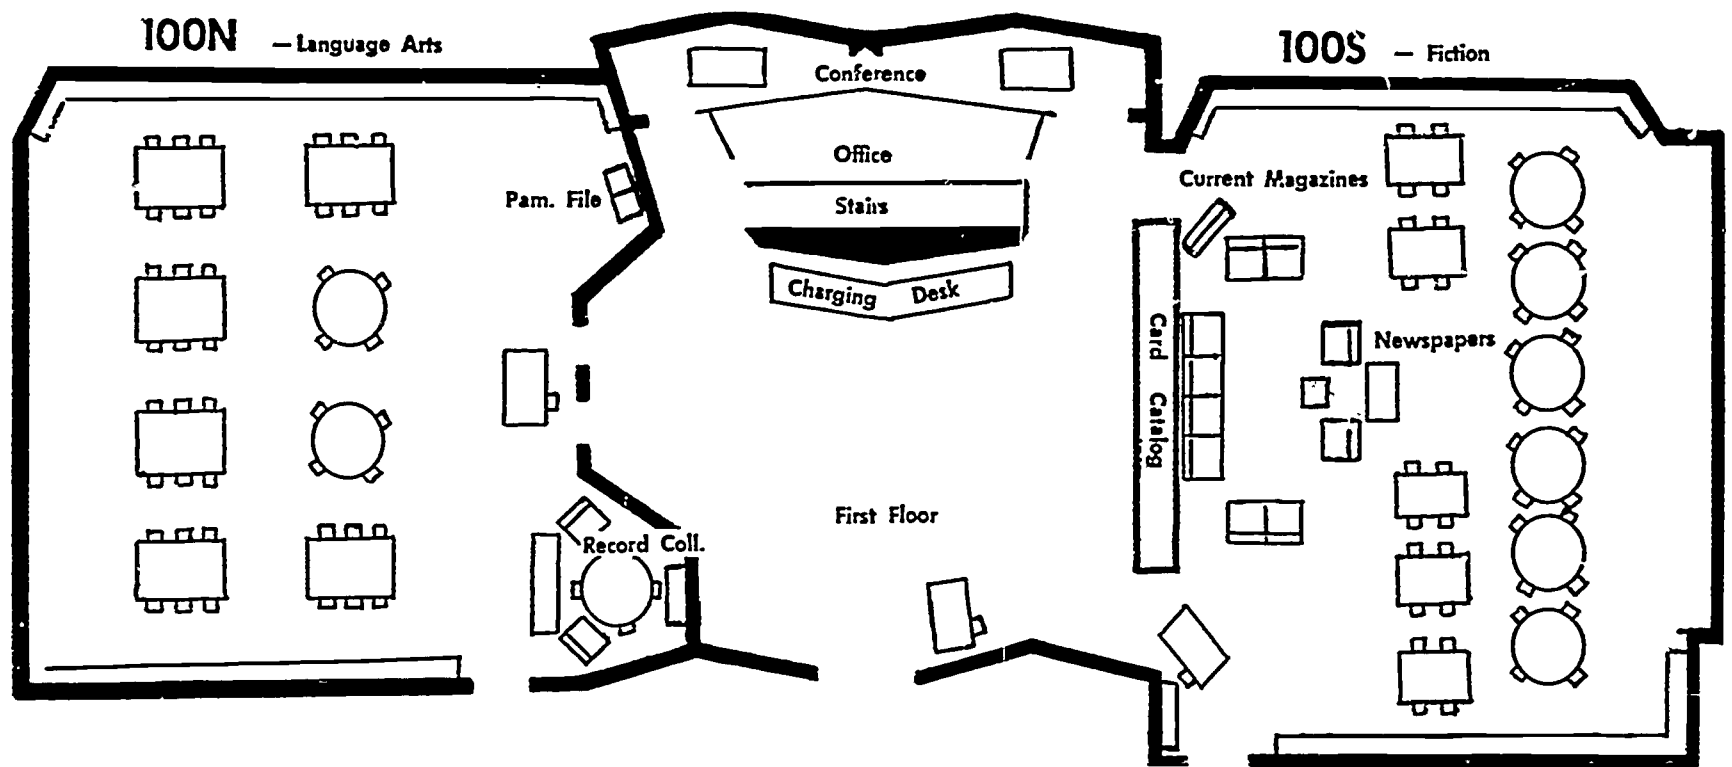 100N — Language Arts
100S — Fiction
Conference
Office
Stairs
Charging Desk
Pam. File
Current Magazines
Card Catalog
Newspapers
First Floor
Record Coll.